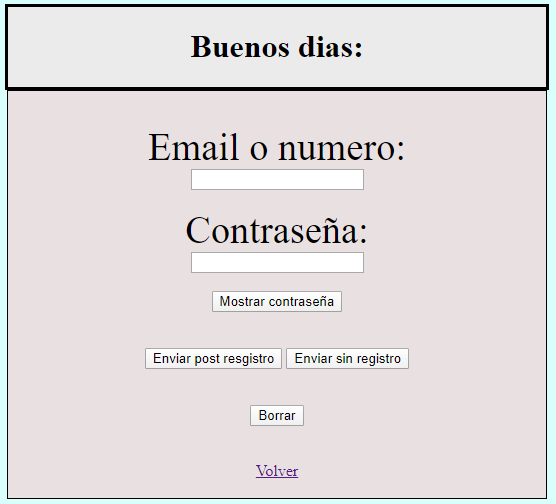 Buenos dias:
Email o numero:
Contraseña:
Mostrar contraseña
Enviar post resgistro Enviar sin registro
Borrar
Volver